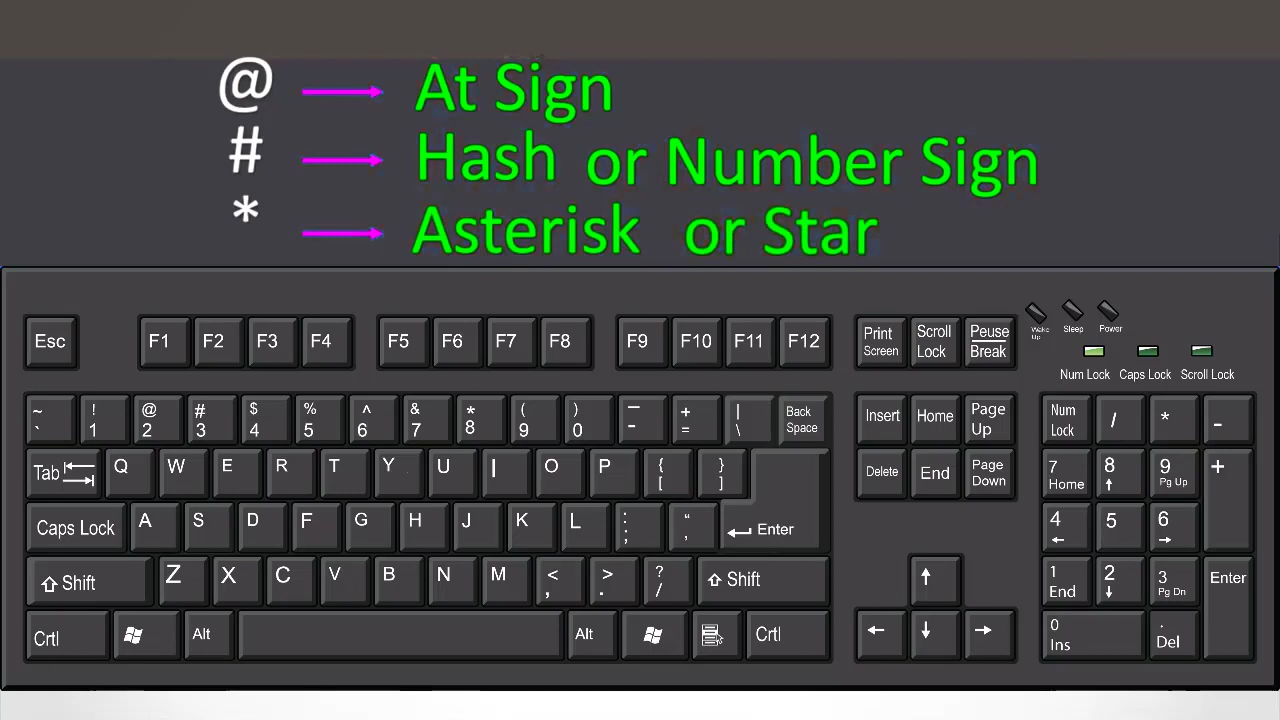 @ At Sign
# Hash or Number Sign
* Asterisk or Star
Esc F1 F2 F3 F4 F5 F6 F7 F8 F9 F10 F11 F12 Print Screen Scroll Lock Peuse Break Wake Up Sleep Power
Num Lock Caps Lock Scroll Lock
~ ` ! 1 @ 2 # 3 $ 4 % 5 ^ 6 & 7 * 8 ( 9 ) 0 — - + = | \ Back Space Insert Home Page Up Num Lock / * -
Tab Q W E R T Y U I O P { [ } ] Delete End Page Down 7 Home 8 ↑ 9 Pg Up +
Caps Lock A S D F G H J K L : ; “ , Enter 4 ← 5 6 →
Shift Z X C V B N M < , > . ? / Shift ↑ 1 End 2 ↓ 3 Pg Dn Enter
Crtl Alt Alt Crtl ← ↓ → 0 Ins . Del